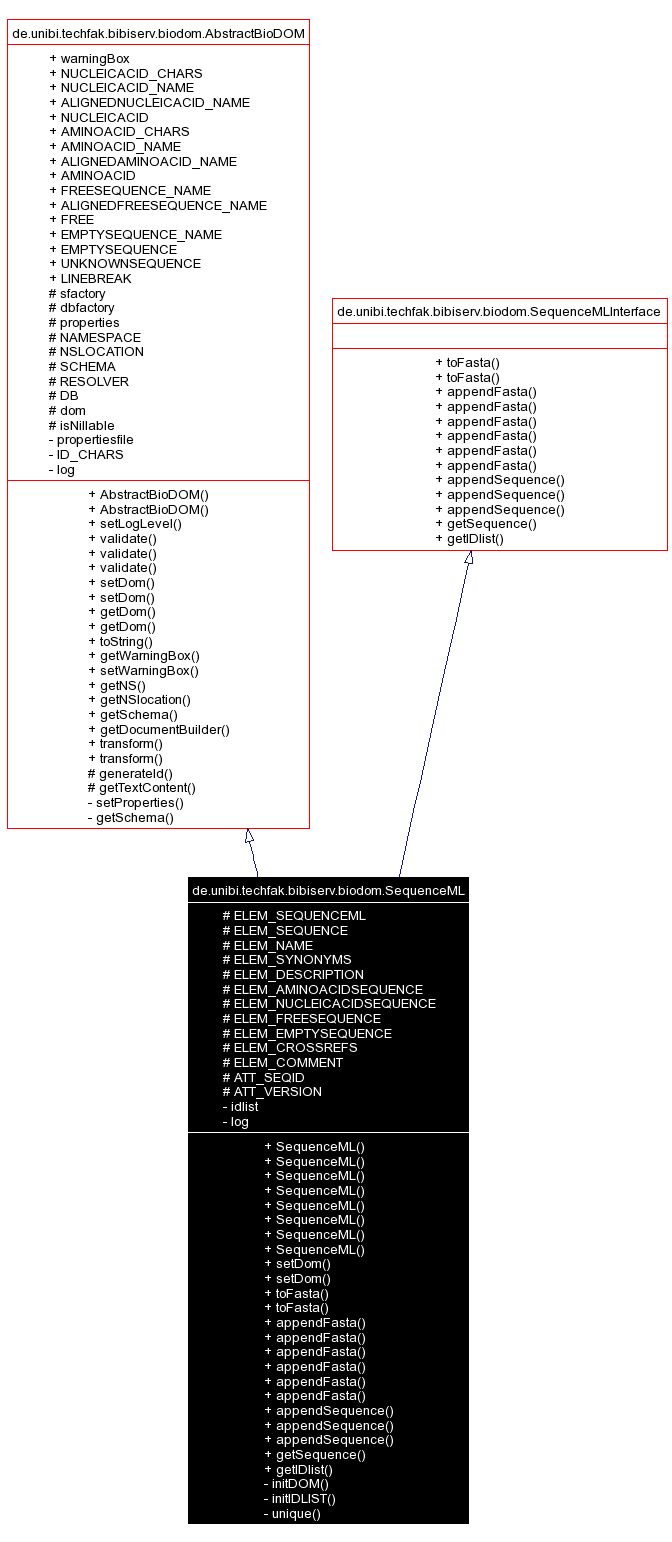 de.unibi.techfak.bibiserv.biodom.AbstractBioDOM
+ warningBox
+ NUCLEICACID_CHARS
+ NUCLEICACID_NAME
+ ALIGNEDNUCLEICACID_NAME
+ NUCLEICACID
+ AMINOACID_CHARS
+ AMINOACID_NAME
+ ALIGNEDAMINOACID_NAME
+ AMINOACID
+ FREESEQUENCE_NAME
+ ALIGNEDFREESEQUENCE_NAME
+ FREE
+ EMPTYSEQUENCE_NAME
+ EMPTYSEQUENCE
+ UNKNOWNSEQUENCE
+ LINEBREAK
# sfactory
# dbfactory
# properties
# NAMESPACE
# NSLOCATION
# SCHEMA
# RESOLVER
# DB
# dom
# isNillable
- propertiesfile
- ID_CHARS
- log
+ AbstractBioDOM()
+ AbstractBioDOM()
+ setLogLevel()
+ validate()
+ validate()
+ validate()
+ setDom()
+ setDom()
+ getDom()
+ getDom()
+ toString()
+ getWarningBox()
+ setWarningBox()
+ getNS()
+ getNSlocation()
+ getSchema()
+ getDocumentBuilder()
+ transform()
+ transform()
# generateId()
# getTextContent()
- setProperties()
- getSchema()
de.unibi.techfak.bibiserv.biodom.SequenceMLInterface
+ toFasta()
+ toFasta()
+ appendFasta()
+ appendFasta()
+ appendFasta()
+ appendFasta()
+ appendFasta()
+ appendFasta()
+ appendSequence()
+ appendSequence()
+ appendSequence()
+ getSequence()
+ getIDlist()
de.unibi.techfak.bibiserv.biodom.SequenceML
# ELEM_SEQUENCEML
# ELEM_SEQUENCE
# ELEM_NAME
# ELEM_SYNONYMS
# ELEM_DESCRIPTION
# ELEM_AMINOACIDSEQUENCE
# ELEM_NUCLEICACIDSEQUENCE
# ELEM_FREESEQUENCE
# ELEM_EMPTYSEQUENCE
# ELEM_CROSSREFS
# ELEM_COMMENT
# ATT_SEQID
# ATT_VERSION
- idlist
- log
+ SequenceML()
+ SequenceML()
+ SequenceML()
+ SequenceML()
+ SequenceML()
+ SequenceML()
+ SequenceML()
+ SequenceML()
+ setDom()
+ setDom()
+ toFasta()
+ toFasta()
+ appendFasta()
+ appendFasta()
+ appendFasta()
+ appendFasta()
+ appendFasta()
+ appendFasta()
+ appendSequence()
+ appendSequence()
+ appendSequence()
+ getSequence()
+ getIDlist()
- initDOM()
- initIDLIST()
- unique()